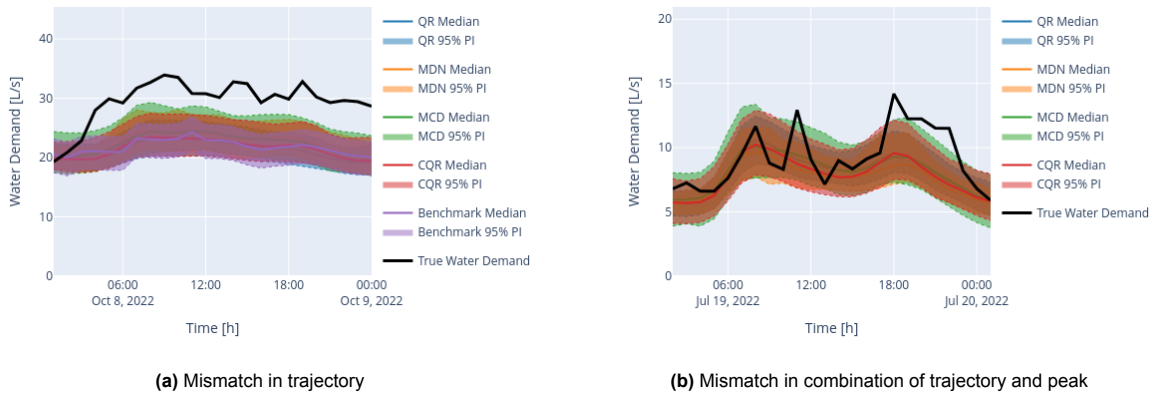 40
30
20
10
0
Water Demand [L/s]
06:00
Oct 8, 2022
12:00
18:00
00:00
Oct 9, 2022
Time [h]
QR Median
QR 95% PI
MDN Median
MDN 95% PI
MCD Median
MCD 95% PI
CQR Median
CQR 95% PI
Benchmark Median
Benchmark 95% PI
True Water Demand
(a) Mismatch in trajectory
20
15
10
5
0
Water Demand [L/s]
06:00
Jul 19, 2022
12:00
18:00
00:00
Jul 20, 2022
Time [h]
QR Median
QR 95% PI
MDN Median
MDN 95% PI
MCD Median
MCD 95% PI
CQR Median
CQR 95% PI
True Water Demand
(b) Mismatch in combination of trajectory and peak